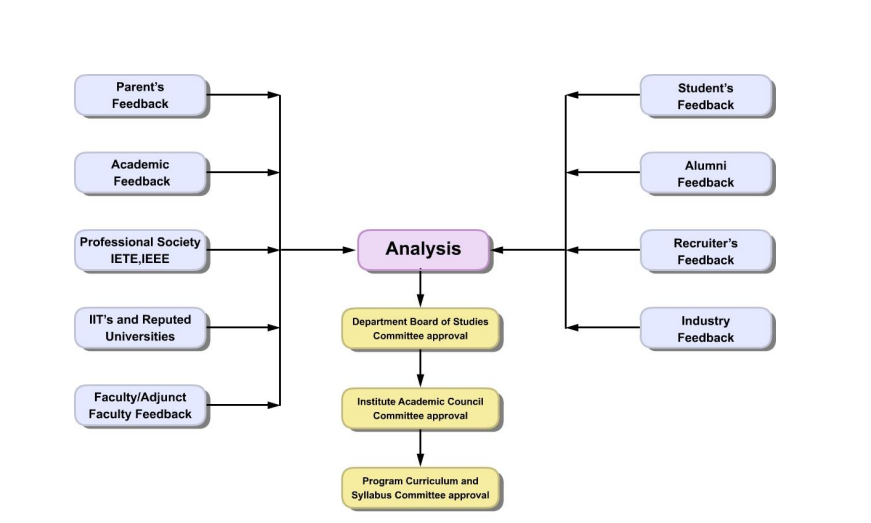 Parent's
Feedback
Academic
Feedback
Professional Society
IETE,IEEE
IIT's and Reputed
Universities
Faculty/Adjunct
Faculty Feedback
Analysis
Department Board of Studies
Committee approval
Institute Academic Council
Committee approval
Program Curriculum and
Syllabus Committee approval
Student's
Feedback
Alumni
Feedback
Recruiter's
Feedback
Industry
Feedback